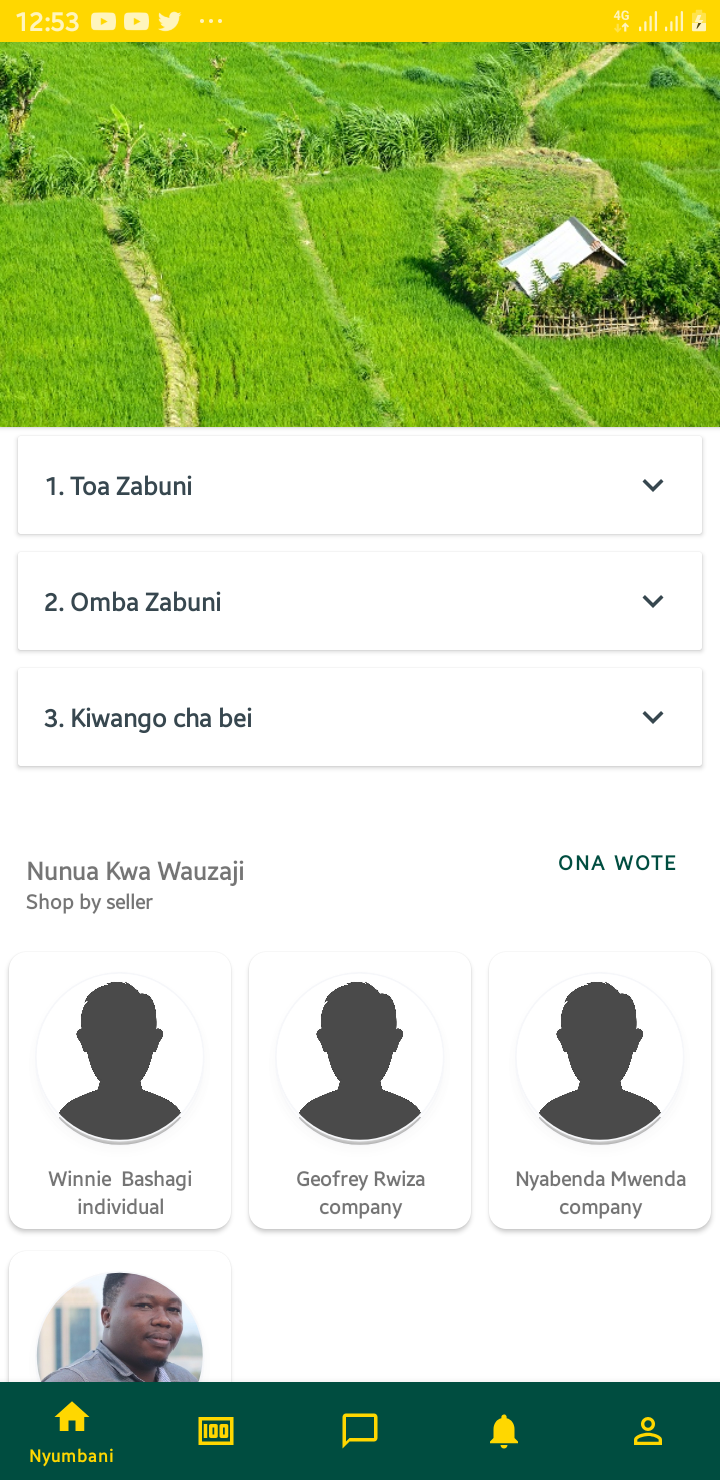 12:53
4G
1. Toa Zabuni
2. Omba Zabuni
3. Kiwango cha bei
Nunua Kwa Wauzaji
ONA WOTE
Shop by seller
Winnie Bashagi
individual
Geofrey Rwiza
company
Nyabenda Mwenda
company
100
Nyumbani